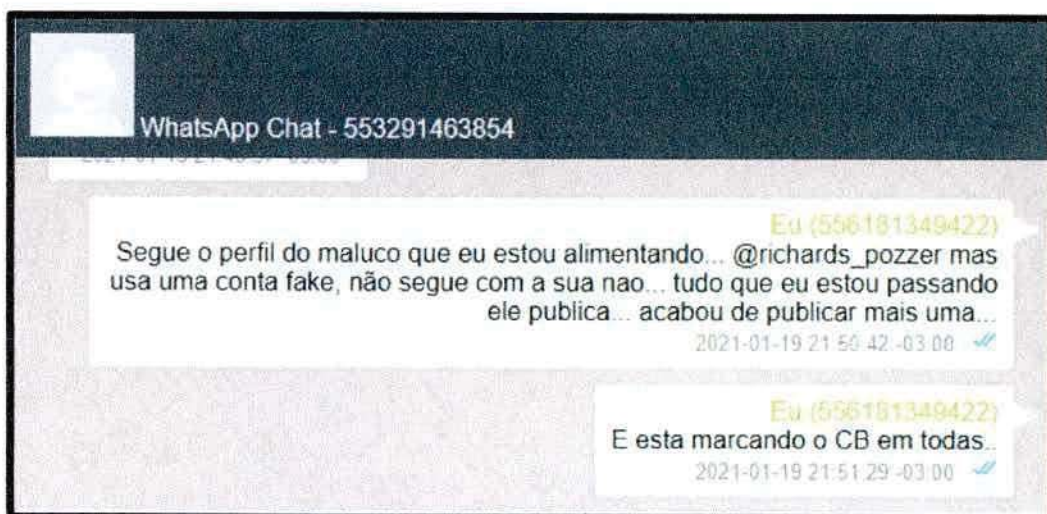 WhatsApp Chat - 553291463854
Eu (556181349422)
Segue o perfil do maluco que eu estou alimentando... @richards_pozzer mas
usa uma conta fake, não segue com a sua nao... tudo que eu estou passando
ele publica... acabou de publicar mais uma...
2021-01-19 21:50:42 -03:00
Eu (556181349422)
E esta marcando o CB em todas..
2021-01-19 21:51:29 -03:00